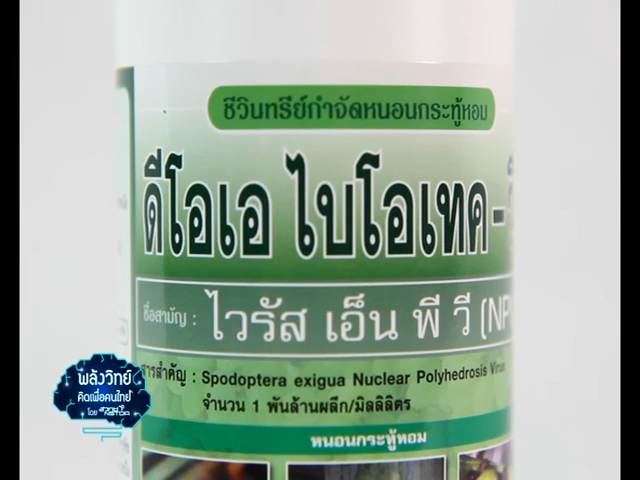 ชีวินทรีย์กำจัดหนอนกระทู้หอม
ดีโอเอ ไบโอเทค-
ชื่อสามัญ : ไวรัส เอ็น พี วี (NP
สารสำคัญ : Spodoptera exigua Nuclear Polyhedrosis Virus
จำนวน 1 พันล้านผลึก/มิลลิลิตร
หนอนกระทู้หอม
พลังวิทย์
คิดเพื่อคนไทย
โดย